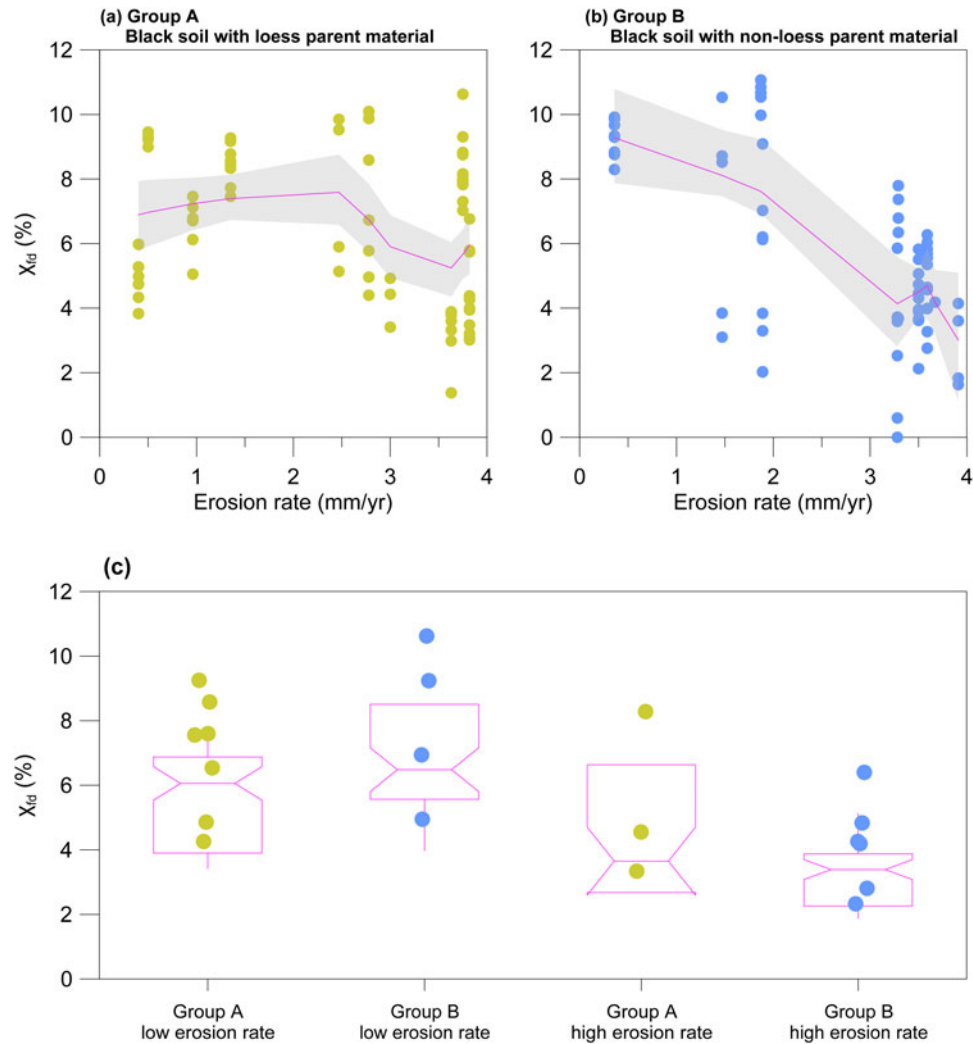 (a) Group A
Black soil with loess parent material
12
10
8
6
4
2
0
χfd (%)
0 1 2 3 4
Erosion rate (mm/yr)
(b) Group B
Black soil with non-loess parent material
12
10
8
6
4
2
0
0 1 2 3 4
Erosion rate (mm/yr)
(c)
12
10
8
6
4
2
0
χfd (%)
Group A Group B Group A Group B
low erosion rate low erosion rate high erosion rate high erosion rate